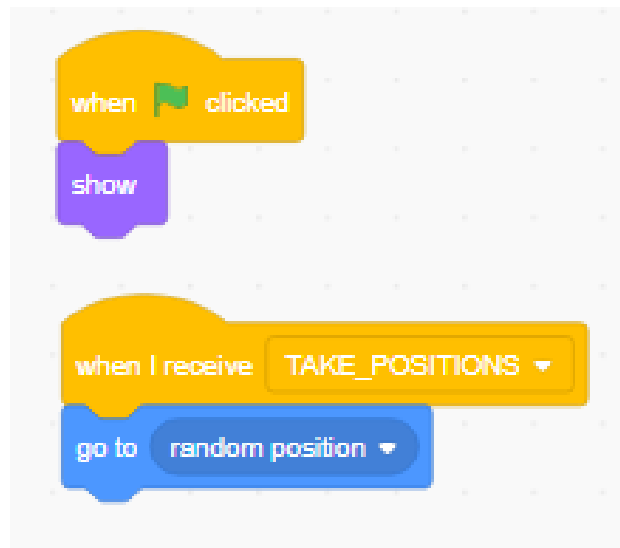 when clicked
show
when I receive TAKE_POSITIONS
go to random position